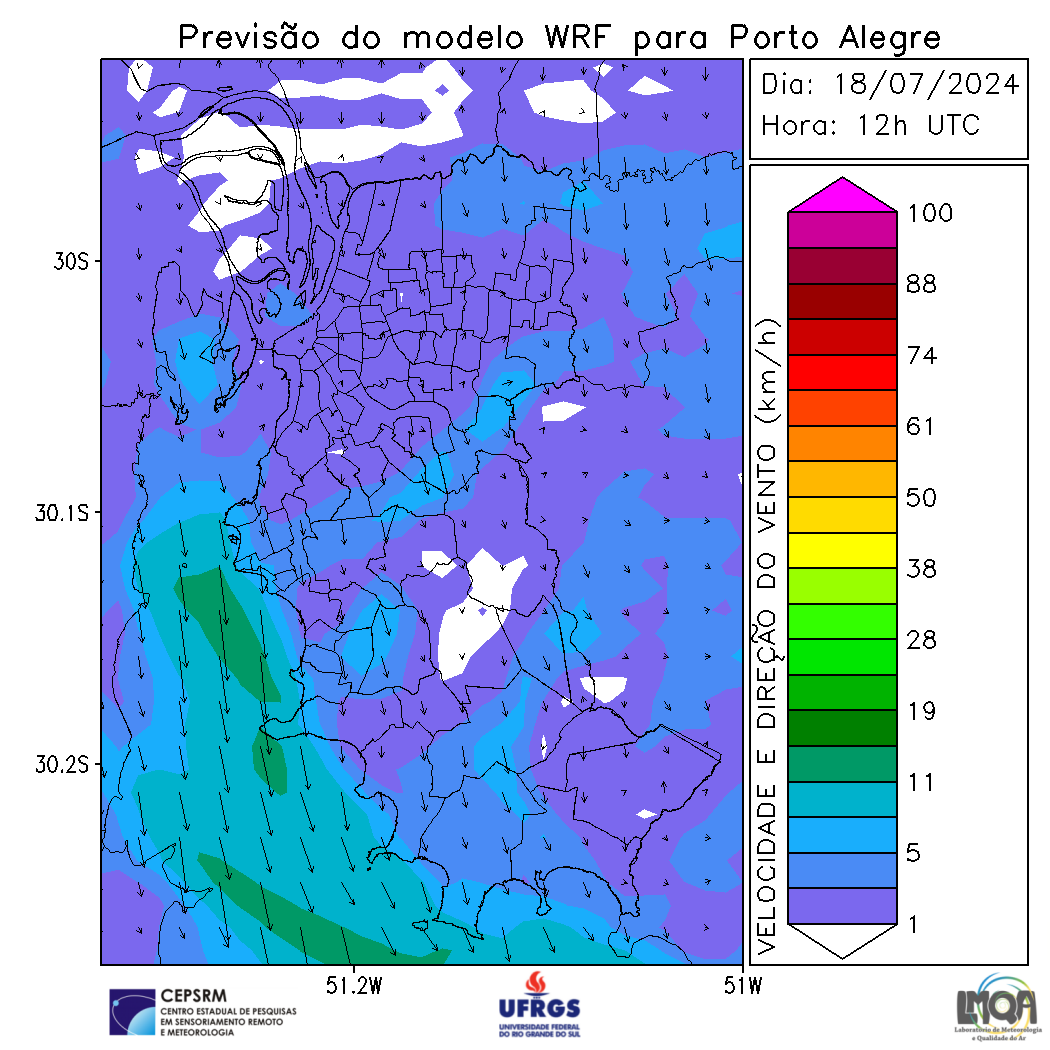 Previsão do modelo WRF para Porto Alegre
Dia: 18/07/2024
Hora: 12h UTC
30S
30.1S
30.2S
51.2W
51W
VELOCIDADE E DIREÇÃO DO VENTO (km/h)
100
88
74
61
50
38
28
19
11
5
1
CEPSRM
CENTRO ESTADUAL DE PESQUISAS
EM SENSORIAMENTO REMOTO
E METEOROLOGIA
UFRGS
UNIVERSIDADE FEDERAL
DO RIO GRANDE DO SUL
LMQA
Laboratório de Meteorologia
e Qualidade do Ar